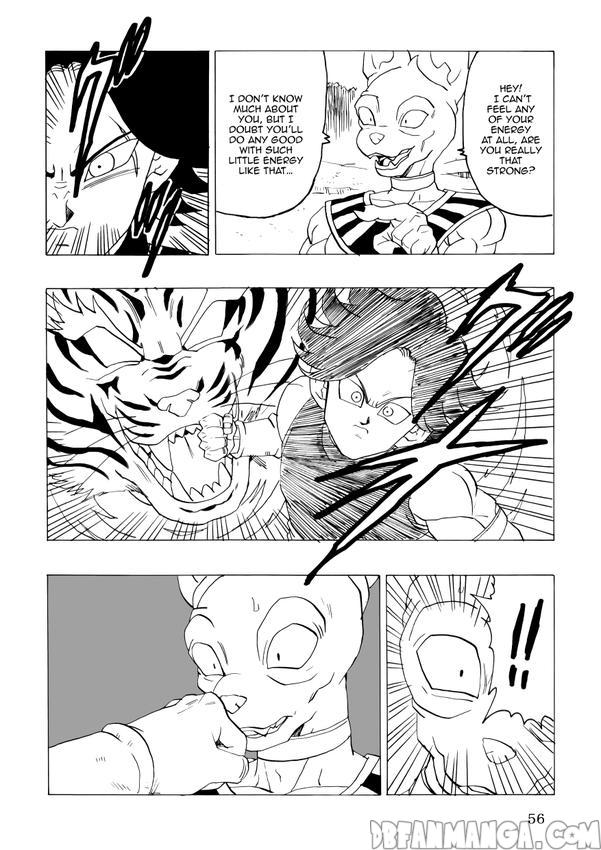 HEY!
I CAN'T
FEEL ANY
OF YOUR
ENERGY
AT ALL, ARE
YOU REALLY
THAT
STRONG?
I DON'T KNOW
MUCH ABOUT
YOU, BUT I
DOUBT YOU'LL
DO ANY GOOD
WITH SUCH
LITTLE ENERGY
LIKE THAT...
!!
56
DBFANMANGA.COM